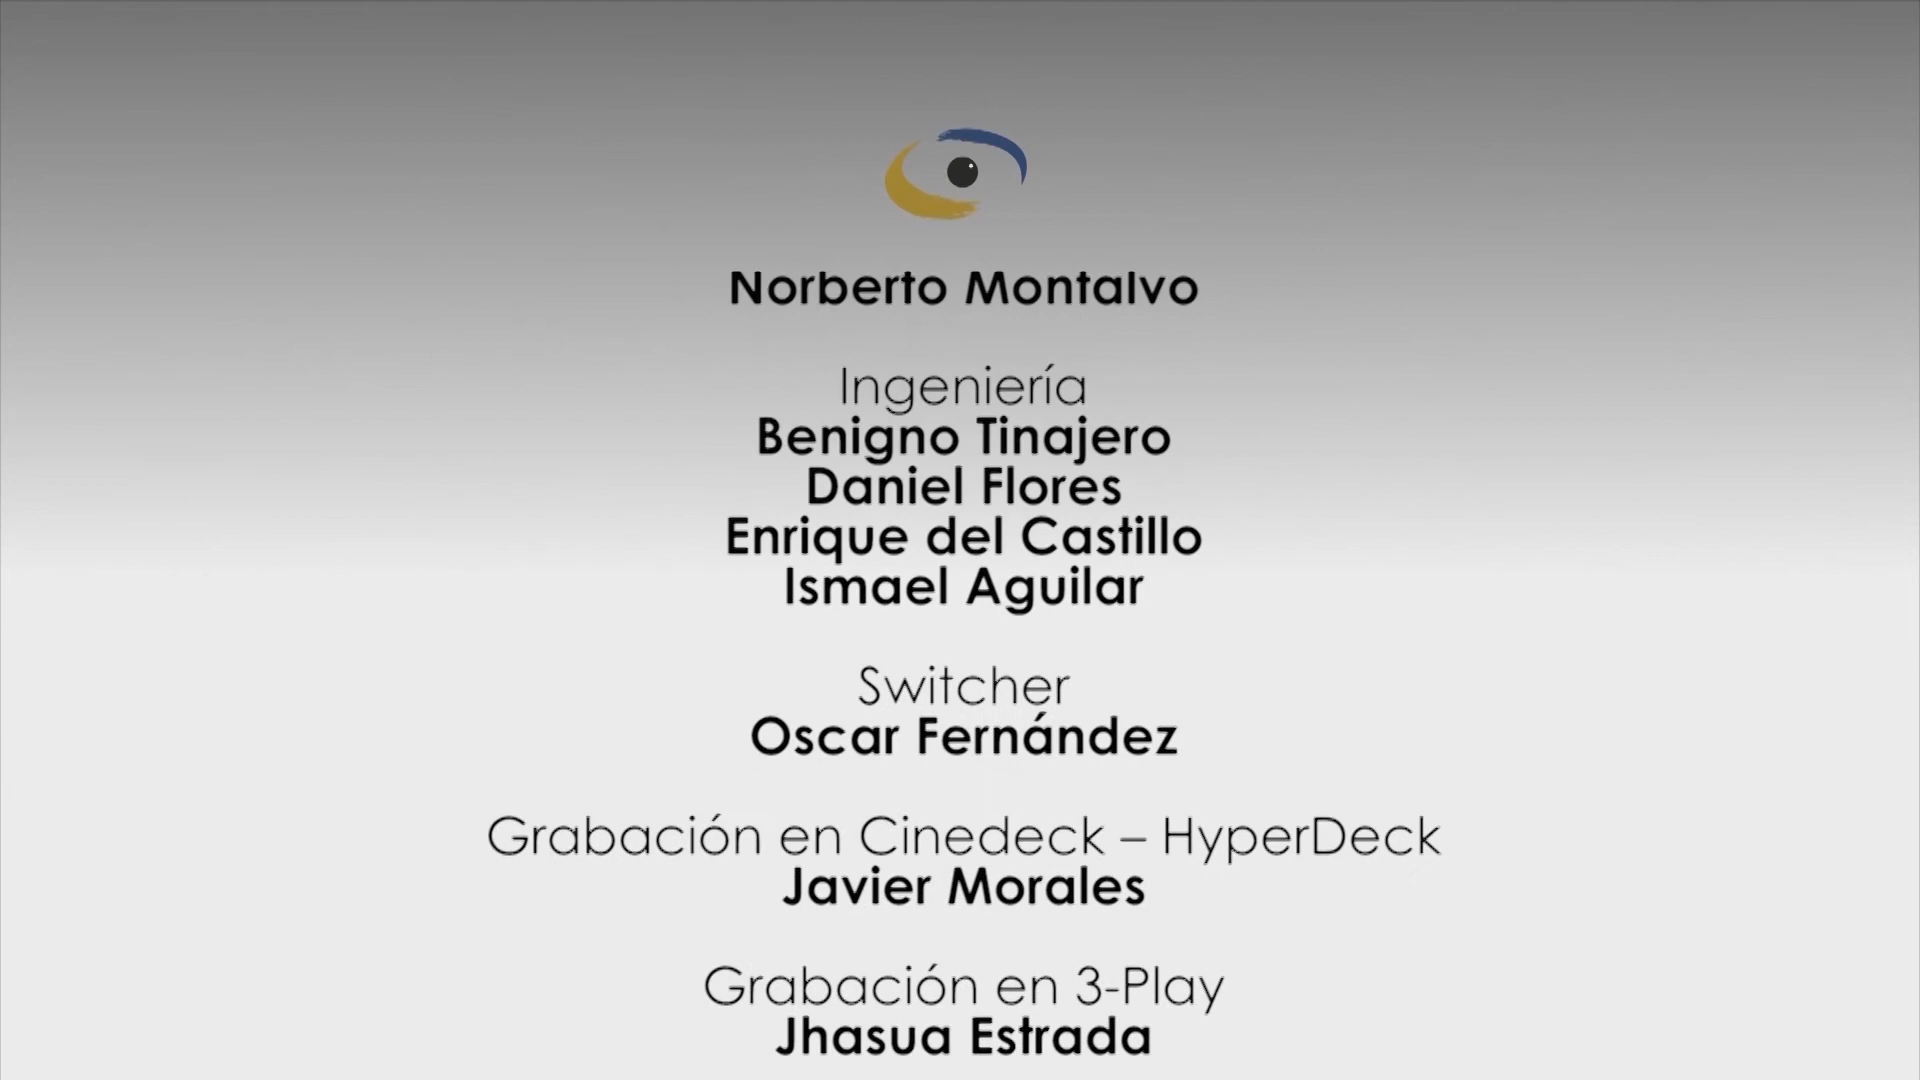 Norberto Montalvo
Ingeniería
Benigno Tinajero
Daniel Flores
Enrique del Castillo
Ismael Aguilar
Switcher
Oscar Fernández
Grabación en Cinedeck – HyperDeck
Javier Morales
Grabación en 3-Play
Jhasua Estrada